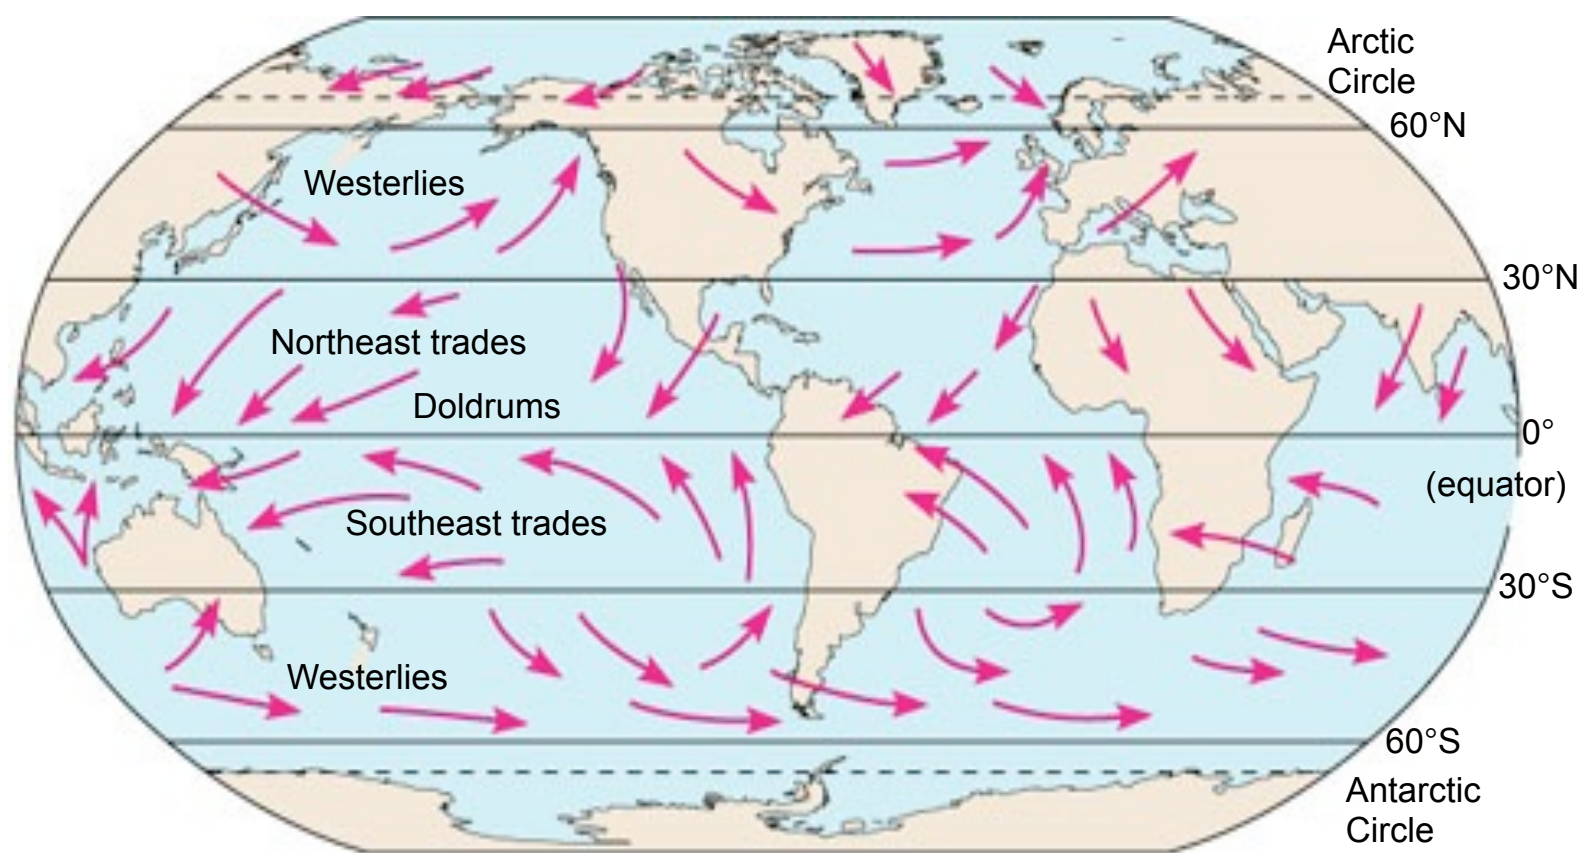 Arctic
Circle
60°N
Westerlies
30°N
Northeast trades
Doldrums
0°
(equator)
Southeast trades
30°S
Westerlies
60°S
Antarctic
Circle